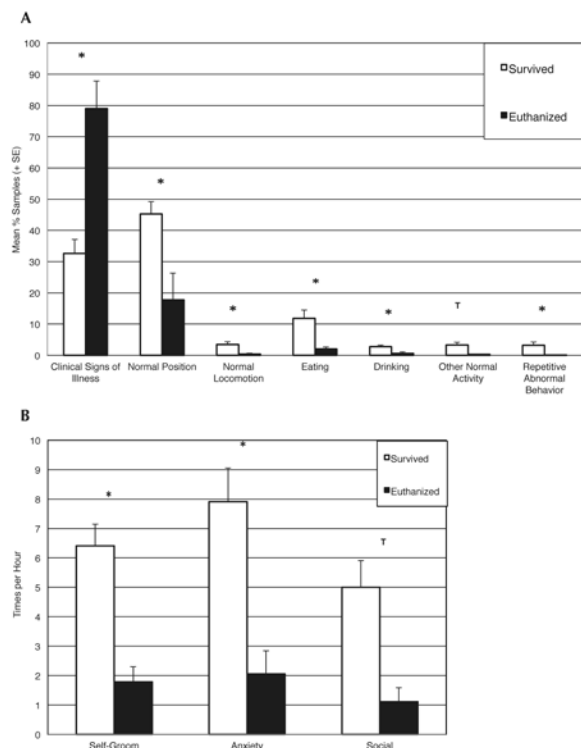 A
Survived
Euthanized
Mean % Samples (+ SE)
100
90
80
70
60
50
40
30
20
10
0
*
*
*
*
*
т
*
Clinical Signs of
Illness
Normal Position
Normal
Locomotion
Eating
Drinking
Other Normal
Activity
Repetitive
Abnormal
Behavior
B
Survived
Euthanized
Times per Hour
10
9
8
7
6
5
4
3
2
1
0
*
*
т
Self-Groom
Anxiety
Social